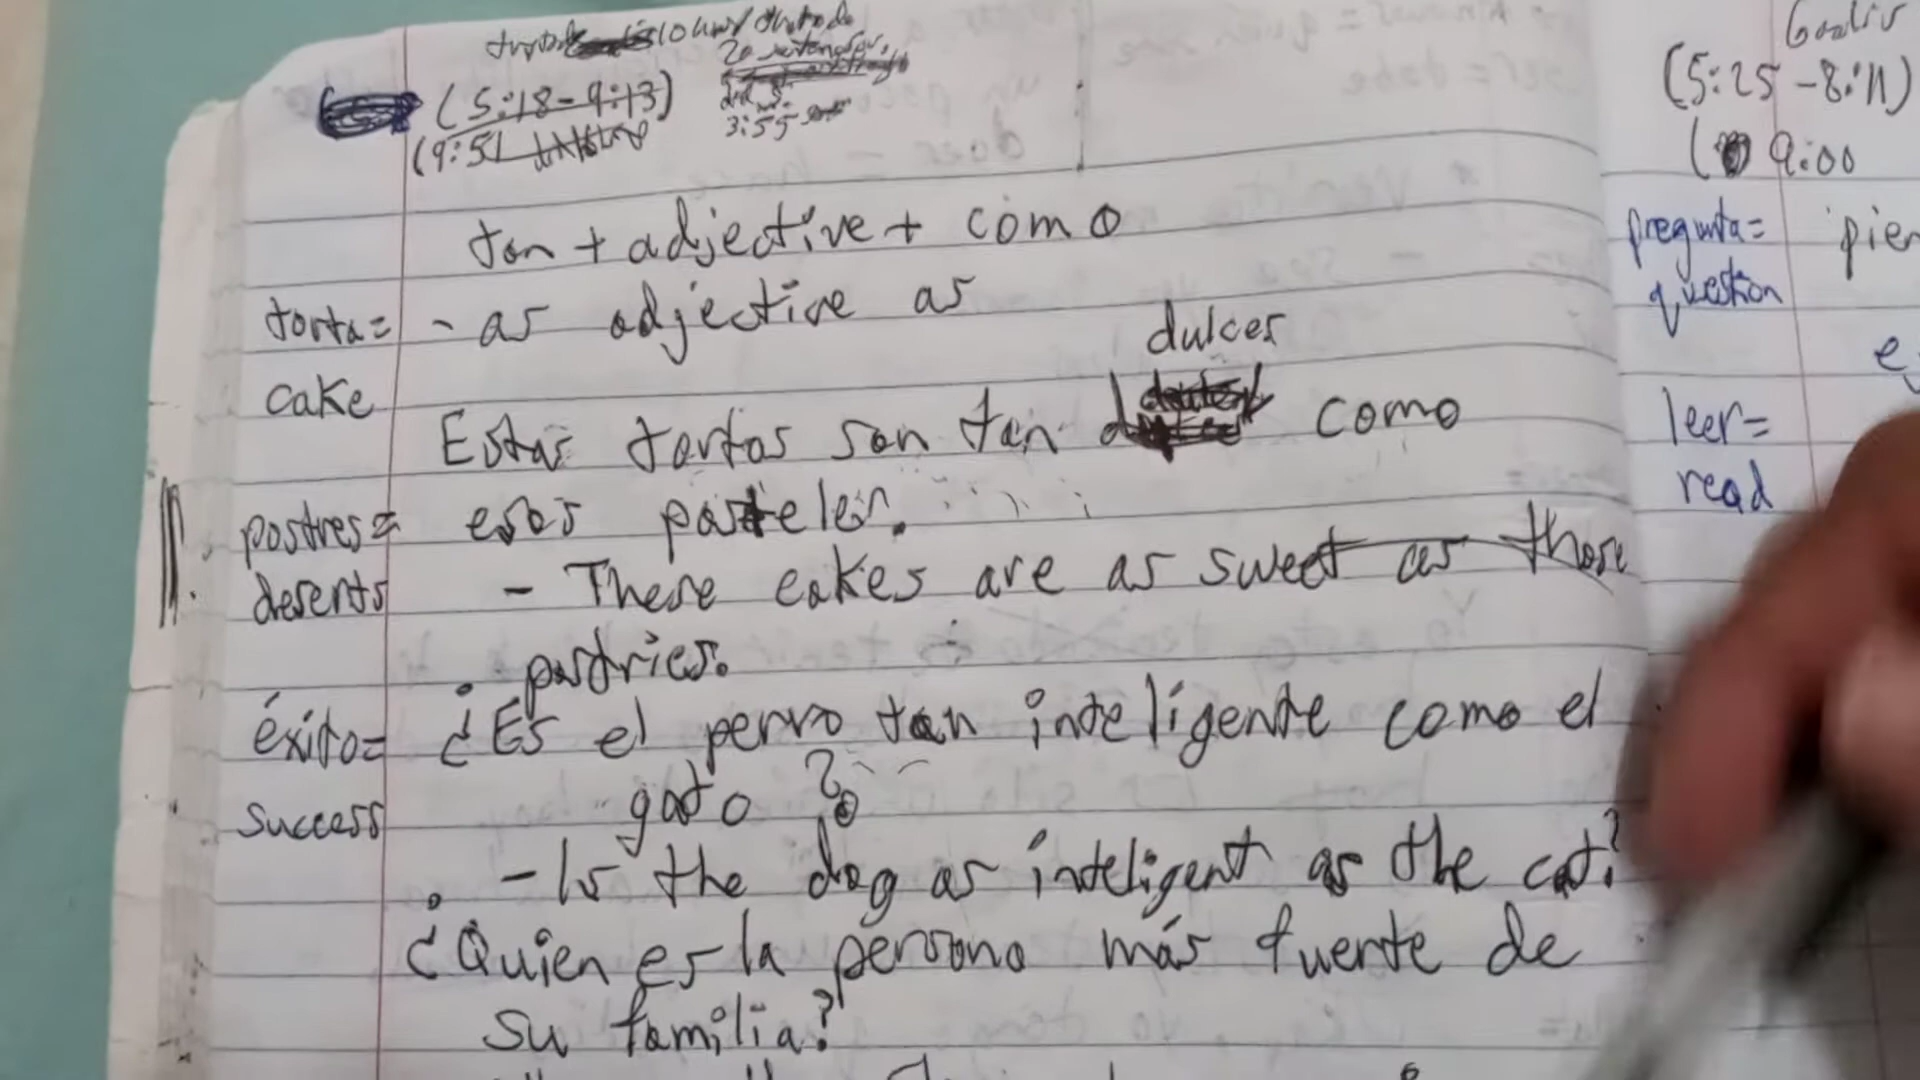 (5:18-9:13)
(9:51
3:55
tan + adjective + como
torta=
cake
- as adjective as
dulces
Estas tortas son tan como
postres=
deserts
esos pasteles.
- These cakes are as sweet as those
pastries.
éxito=
success
¿Es el perro tan inteligente como el
gato?
- Is the dog as inteligent as the cat?
¿Quien es la persona más fuerte de
su familia?
(5:25-8:11)
9:00
pregunta=
question
leer=
read